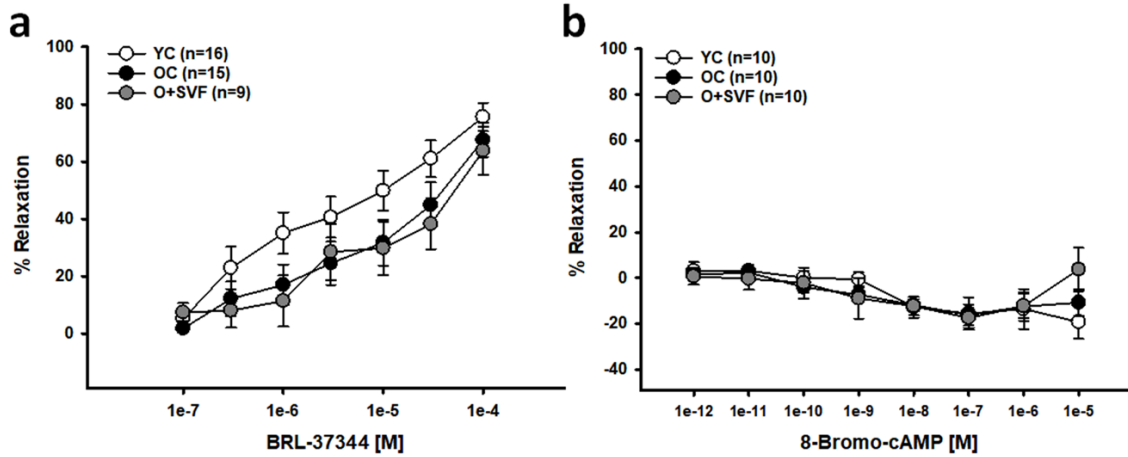 a
YC (n=16)
OC (n=15)
O+SVF (n=9)
100
80
60
40
20
0
% Relaxation
1e-7
1e-6
1e-5
1e-4
BRL-37344 [M]
b
YC (n=10)
OC (n=10)
O+SVF (n=10)
100
80
60
40
20
0
-20
-40
% Relaxation
1e-12
1e-11
1e-10
1e-9
1e-8
1e-7
1e-6
1e-5
8-Bromo-cAMP [M]